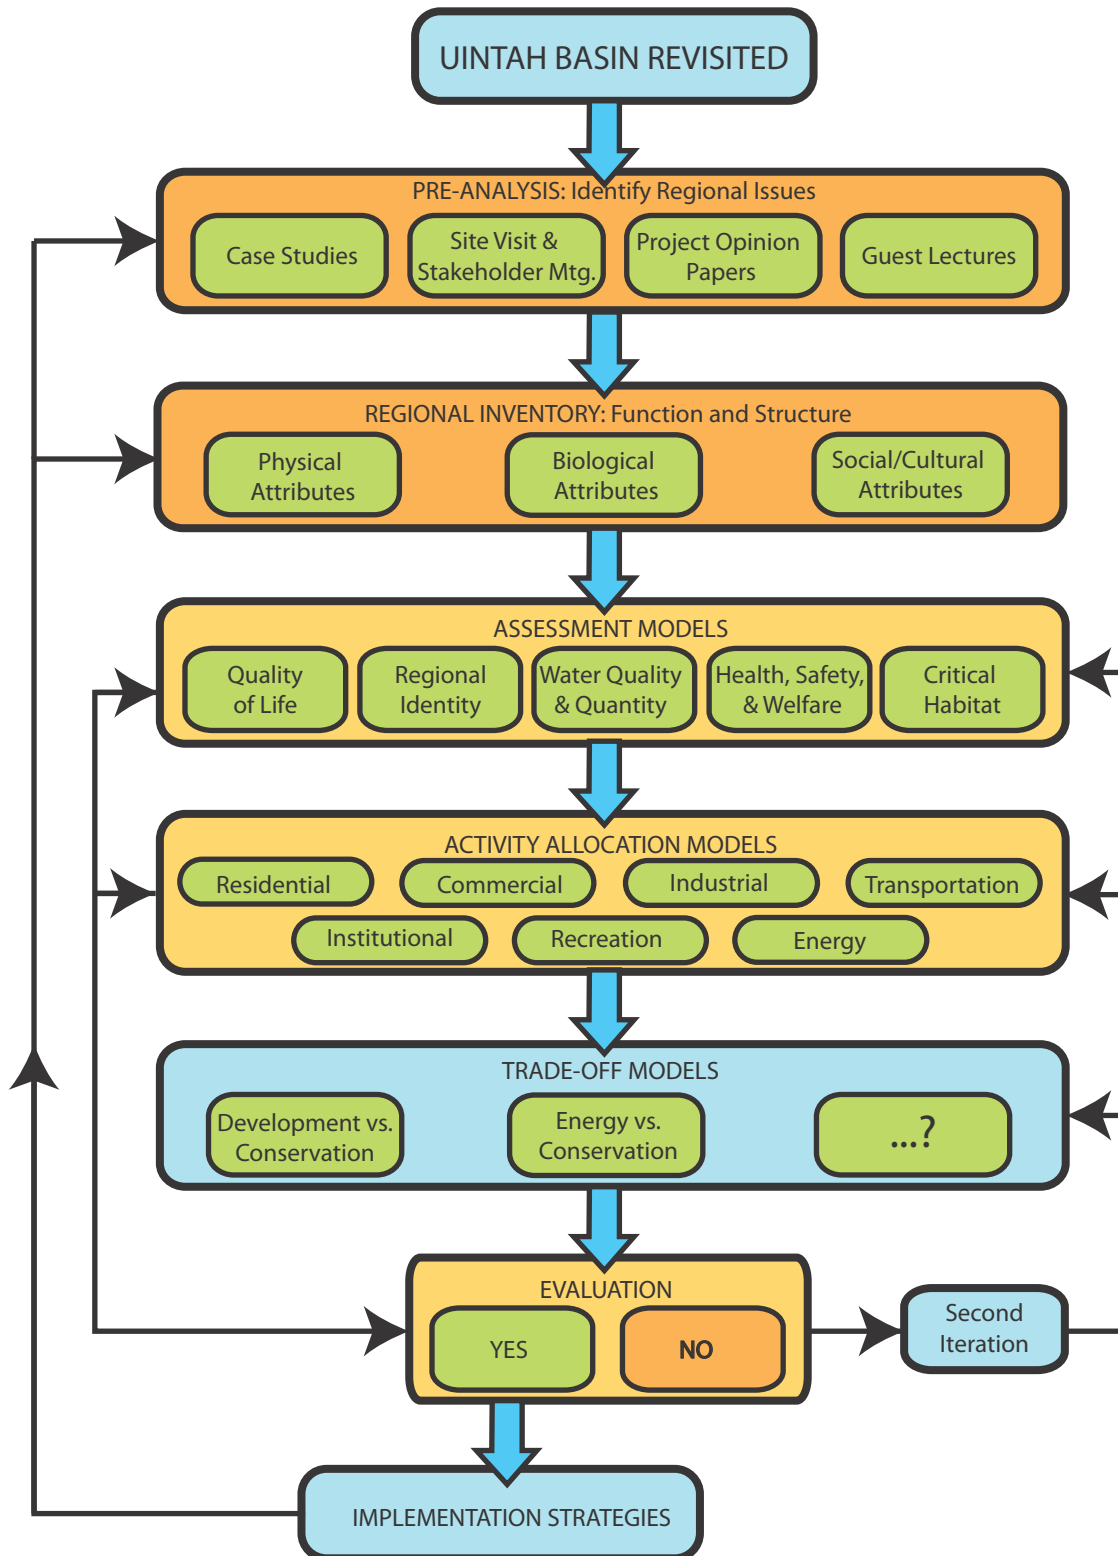 UINTAH BASIN REVISITED
PRE-ANALYSIS: Identify Regional Issues
Case Studies
Site Visit &
Stakeholder Mtg.
Project Opinion
Papers
Guest Lectures
REGIONAL INVENTORY: Function and Structure
Physical
Attributes
Biological
Attributes
Social/Cultural
Attributes
ASSESSMENT MODELS
Quality
of Life
Regional
Identity
Water Quality
& Quantity
Health, Safety,
& Welfare
Critical
Habitat
ACTIVITY ALLOCATION MODELS
Residential
Commercial
Industrial
Transportation
Institutional
Recreation
Energy
TRADE-OFF MODELS
Development vs.
Conservation
Energy vs.
Conservation
...?
EVALUATION
YES
NO
Second
Iteration
IMPLEMENTATION STRATEGIES